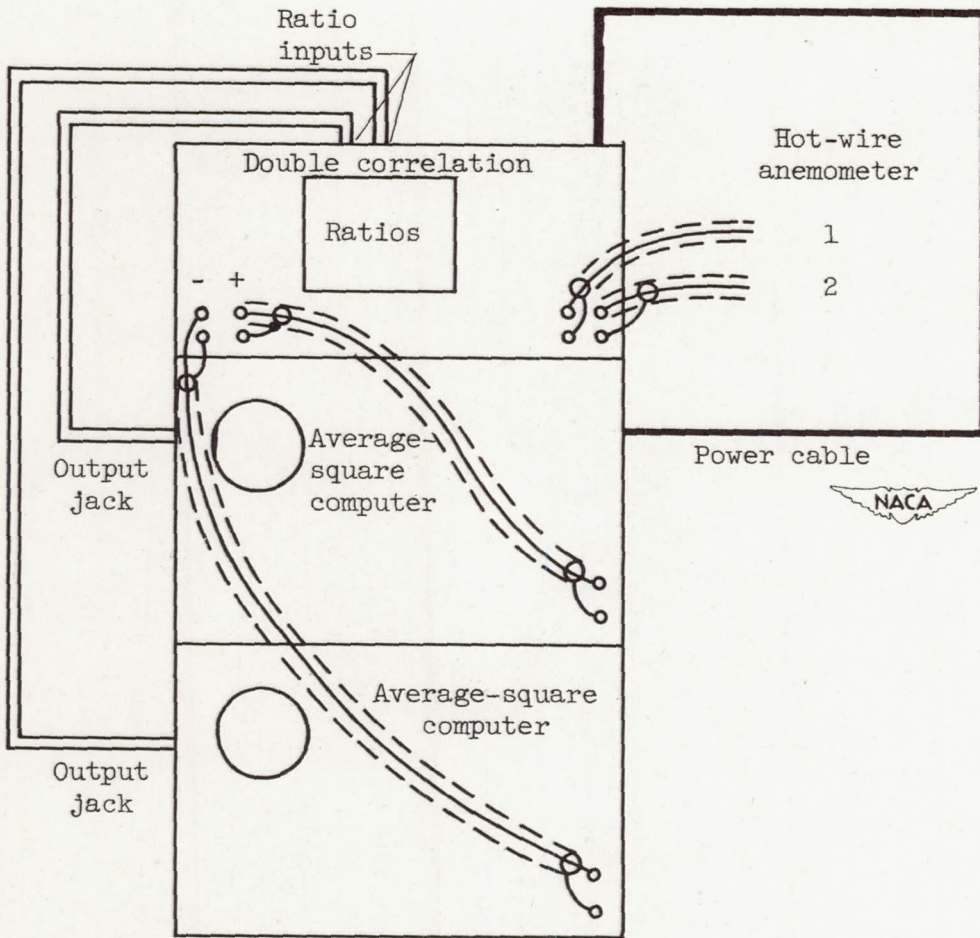 Ratio
inputs
Double correlation
Ratios
Hot-wire
anemometer
1
2
- +
Average-
square
computer
Output
jack
Power cable
NACA
Average-square
computer
Output
jack